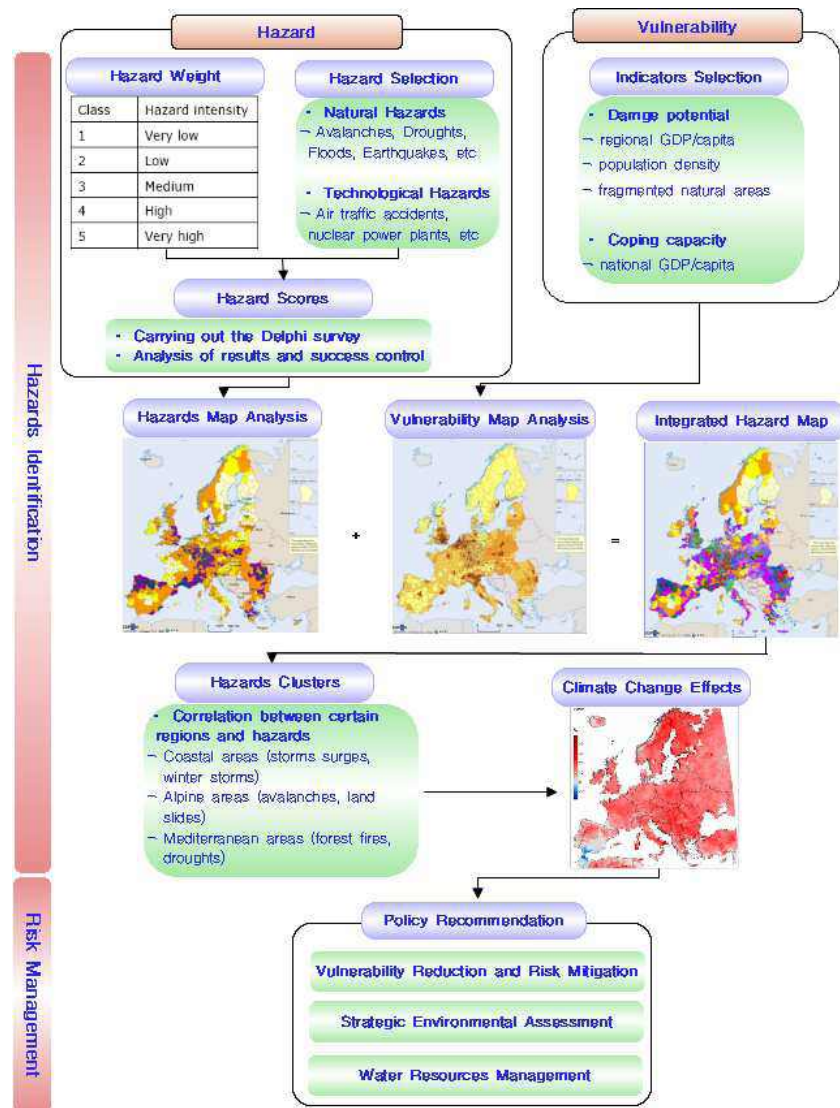 Hazard
Vulnerability
Hazard Weight
Class Hazard intensity
1 Very low
2 Low
3 Medium
4 High
5 Very high
Hazard Selection
• Natural Hazards
¬ Avalanches, Droughts,
Floods, Earthquakes, etc
• Technological Hazards
¬ Air traffic accidents,
nuclear power plants, etc
Indicators Selection
• Damge potential
¬ regional GDP/capita
¬ population density
¬ fragmented natural areas
• Coping capacity
¬ national GDP/capita
Hazard Scores
• Carrying out the Delphi survey
• Analysis of results and success control
Hazards Identification
Hazards Map Analysis
Vulnerability Map Analysis
Integrated Hazard Map
+
=
Hazards Clusters
• Correlation between certain
regions and hazards
¬ Coastal areas (storms surges,
winter storms)
¬ Alpine areas (avalanches, land
slides)
¬ Mediterranean areas (forest fires,
droughts)
Climate Change Effects
Risk Management
Policy Recommendation
Vulnerability Reduction and Risk Mitigation
Strategic Environmental Assessment
Water Resources Management